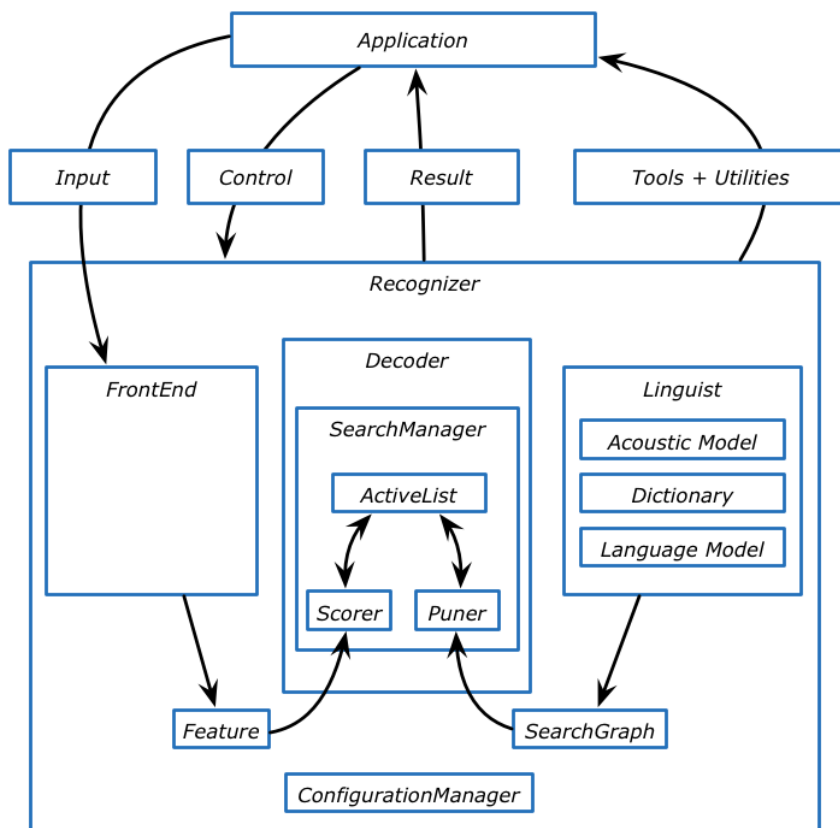 Application
Input
Control
Result
Tools + Utilities
Recognizer
FrontEnd
Decoder
SearchManager
ActiveList
Scorer
Puner
Linguist
Acoustic Model
Dictionary
Language Model
Feature
SearchGraph
ConfigurationManager